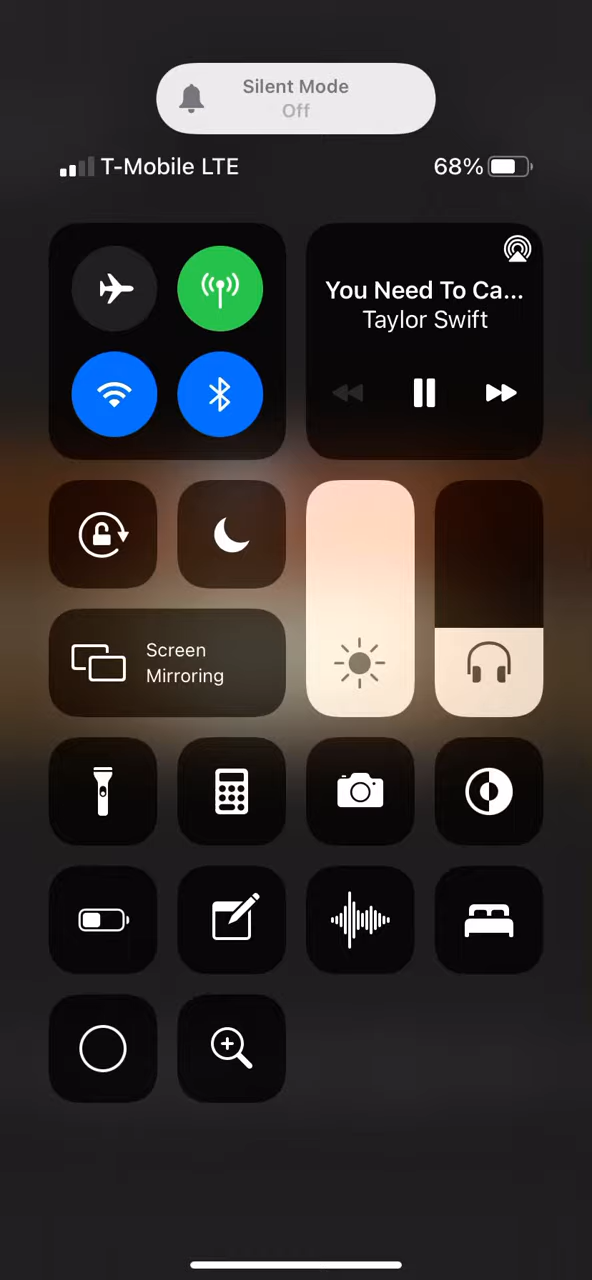 Silent Mode
Off
T-Mobile LTE 68%
You Need To Ca...
Taylor Swift
Screen
Mirroring